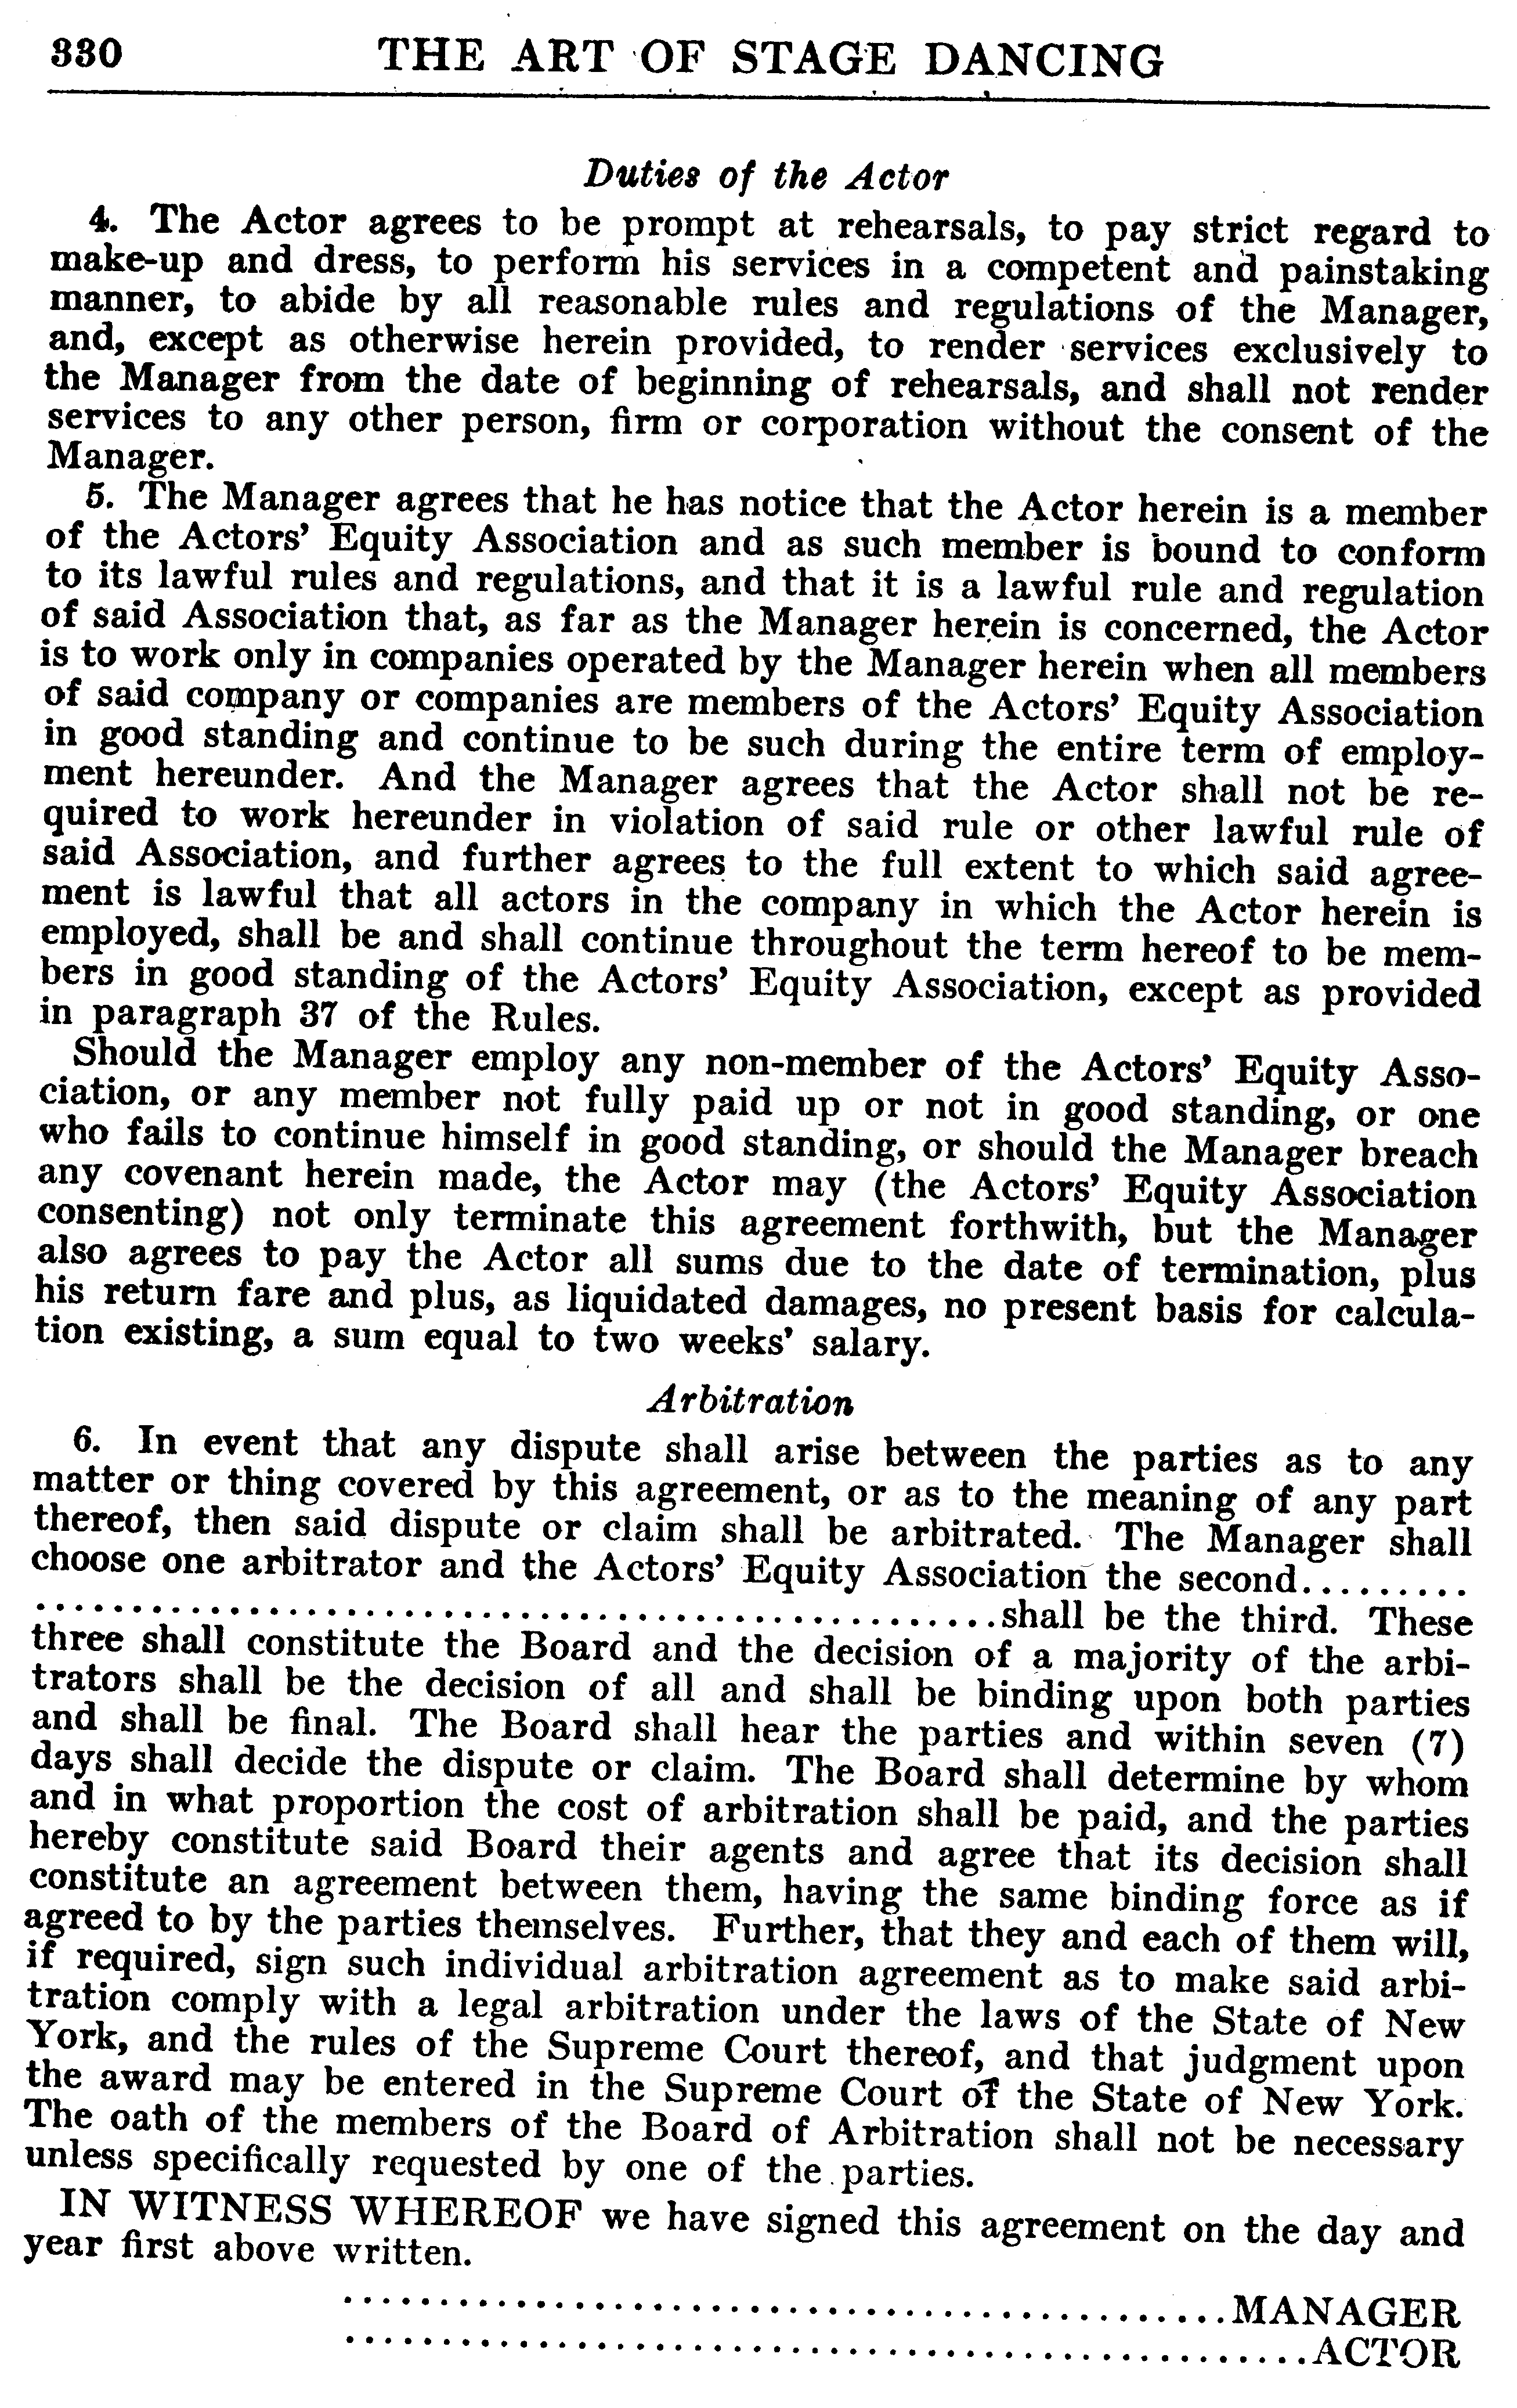 330 THE ART OF STAGE DANCING
Duties of the Actor
4. The Actor agrees to be prompt at rehearsals, to pay strict regard to
make-up and dress, to perform his services in a competent and painstaking
manner, to abide by all reasonable rules and regulations of the Manager,
and, except as otherwise herein provided, to render services exclusively to
the Manager from the date of beginning of rehearsals, and shall not render
services to any other person, firm or corporation without the consent of the
Manager.
5. The Manager agrees that he has notice that the Actor herein is a member
of the Actors' Equity Association and as such member is bound to conform
to its lawful rules and regulations, and that it is a lawful rule and regulation
of said Association that, as far as the Manager herein is concerned, the Actor
is to work only in companies operated by the Manager herein when all members
of said company or companies are members of the Actors' Equity Association
in good standing and continue to be such during the entire term of employ-
ment hereunder. And the Manager agrees that the Actor shall not be re-
quired to work hereunder in violation of said rule or other lawful rule of
said Association, and further agrees to the full extent to which said agree-
ment is lawful that all actors in the company in which the Actor herein is
employed, shall be and shall continue throughout the term hereof to be mem-
bers in good standing of the Actors' Equity Association, except as provided
in paragraph 37 of the Rules.
Should the Manager employ any non-member of the Actors' Equity Asso-
ciation, or any member not fully paid up or not in good standing, or one
who fails to continue himself in good standing, or should the Manager breach
any covenant herein made, the Actor may (the Actors' Equity Association
consenting) not only terminate this agreement forthwith, but the Manager
also agrees to pay the Actor all sums due to the date of termination, plus
his return fare and plus, as liquidated damages, no present basis for calcula-
tion existing, a sum equal to two weeks' salary.
Arbitration
6. In event that any dispute shall arise between the parties as to any
matter or thing covered by this agreement, or as to the meaning of any part
thereof, then said dispute or claim shall be arbitrated. The Manager shall
choose one arbitrator and the Actors' Equity Association the second.........
..................................................shall be the third. These
three shall constitute the Board and the decision of a majority of the arbi-
trators shall be the decision of all and shall be binding upon both parties
and shall be final. The Board shall hear the parties and within seven (7)
days shall decide the dispute or claim. The Board shall determine by whom
and in what proportion the cost of arbitration shall be paid, and the parties
hereby constitute said Board their agents and agree that its decision shall
constitute an agreement between them, having the same binding force as if
agreed to by the parties themselves. Further, that they and each of them will,
if required, sign such individual arbitration agreement as to make said arbi-
tration comply with a legal arbitration under the laws of the State of New
York, and the rules of the Supreme Court thereof, and that judgment upon
the award may be entered in the Supreme Court of the State of New York.
The oath of the members of the Board of Arbitration shall not be necessary
unless specifically requested by one of the parties.
IN WITNESS WHEREOF we have signed this agreement on the day and
year first above written.
..............................................MANAGER
..................................................ACTOR